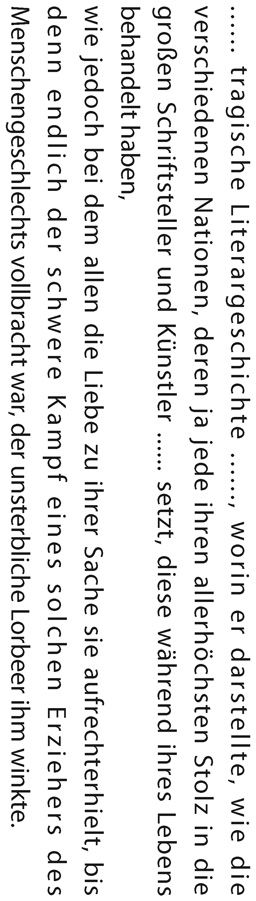 ...... tragische Literargeschichte ......, worin er darstellte, wie die
verschiedenen Nationen, deren ja jede ihren allerhöchsten Stolz in die
großen Schriftsteller und Künstler ...... setzt, diese während ihres Lebens
behandelt haben,
wie jedoch bei dem allen die Liebe zu ihrer Sache sie aufrechterhielt, bis
denn endlich der schwere Kampf eines solchen Erziehers des
Menschengeschlechts vollbracht war, der unsterbliche Lorbeer ihm winkte.